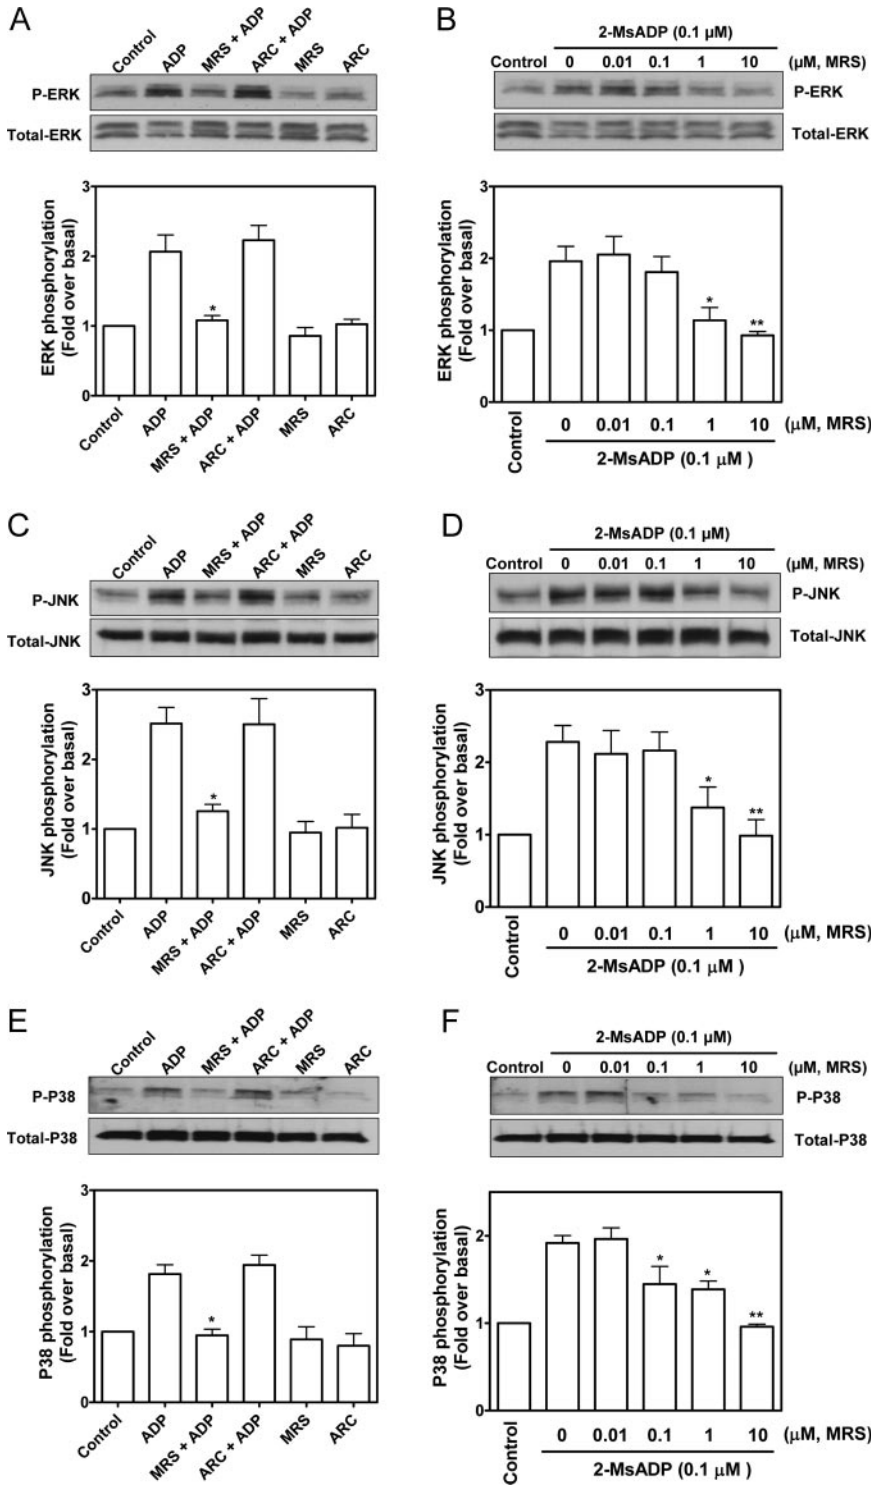 A
Control ADP MRS + ADP ARC + ADP MRS ARC
P-ERK
Total-ERK
ERK phosphorylation
(Fold over basal)
3
2
1
0
*
Control ADP MRS + ADP ARC + ADP MRS ARC
B
2-MsADP (0.1 µM)
Control 0 0.01 0.1 1 10 (µM, MRS)
P-ERK
Total-ERK
ERK phosphorylation
(Fold over basal)
3
2
1
0
* **
Control 0 0.01 0.1 1 10 (µM, MRS)
2-MsADP (0.1 µM )
C
Control ADP MRS + ADP ARC + ADP MRS ARC
P-JNK
Total-JNK
JNK phosphorylation
(Fold over basal)
3
2
1
0
*
Control ADP MRS + ADP ARC + ADP MRS ARC
D
2-MsADP (0.1 µM)
Control 0 0.01 0.1 1 10 (µM, MRS)
P-JNK
Total-JNK
JNK phosphorylation
(Fold over basal)
3
2
1
0
* **
Control 0 0.01 0.1 1 10 (µM, MRS)
2-MsADP (0.1 µM )
E
Control ADP MRS + ADP ARC + ADP MRS ARC
P-P38
Total-P38
P38 phosphorylation
(Fold over basal)
3
2
1
0
*
Control ADP MRS + ADP ARC + ADP MRS ARC
F
2-MsADP (0.1 µM)
Control 0 0.01 0.1 1 10 (µM, MRS)
P-P38
Total-P38
P38 phosphorylation
(Fold over basal)
2
1
0
* * **
Control 0 0.01 0.1 1 10 (µM, MRS)
2-MsADP (0.1 µM )